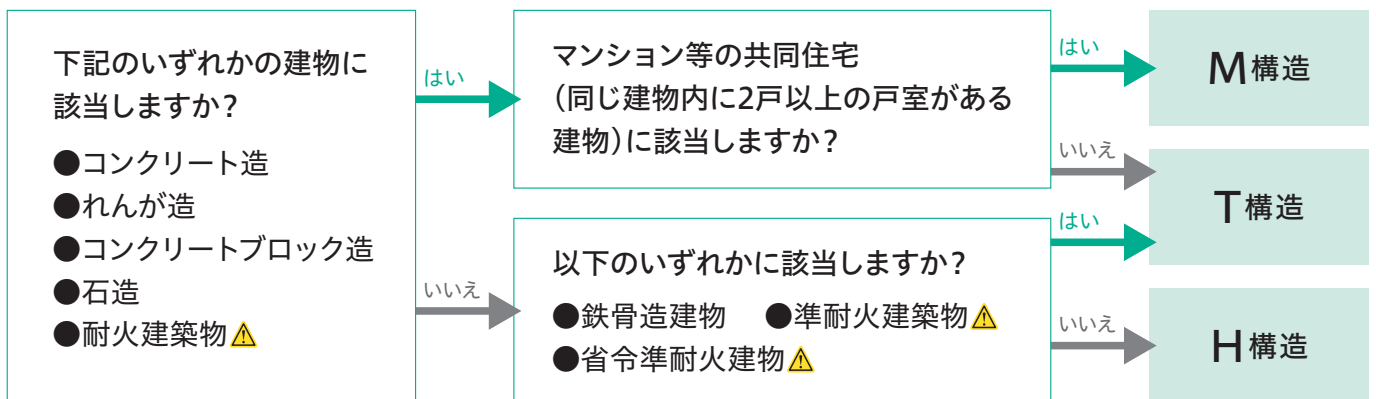 下記のいずれかの建物に
該当しますか?
●コンクリート造
●れんが造
●コンクリートブロック造
●石造
●耐火建築物⚠
はい
いいえ
マンション等の共同住宅
(同じ建物内に2戸以上の戸室がある
建物)に該当しますか?
はい
いいえ
以下のいずれかに該当しますか?
●鉄骨造建物 ●準耐火建築物⚠
●省令準耐火建物⚠
はい
いいえ
M構造
T構造
H構造